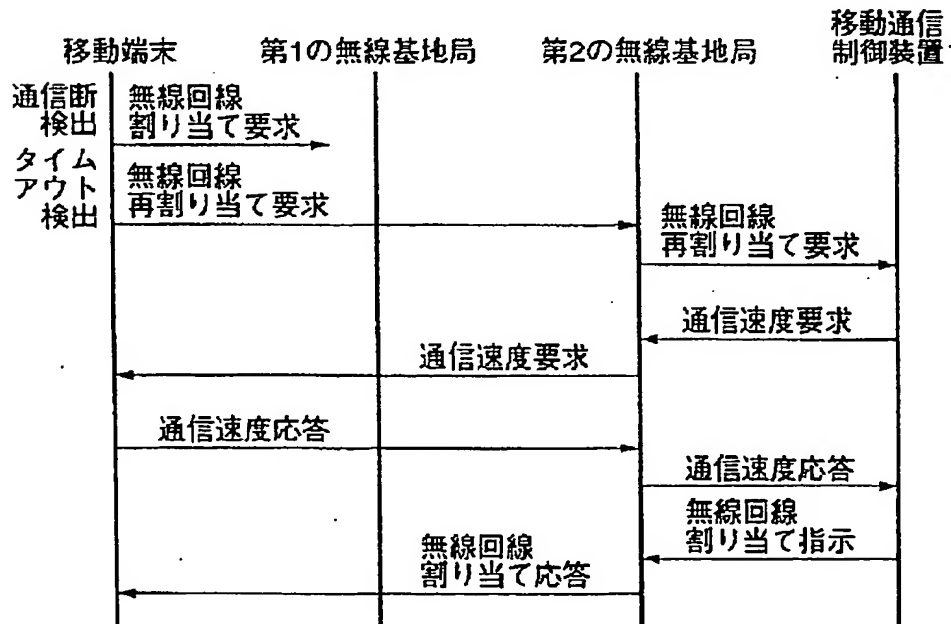 移動端末
第1の無線基地局
第2の無線基地局
移動通信
制御装置
通信断
検出
無線回線
割り当て要求
タイム
アウト
検出
無線回線
再割り当て要求
無線回線
再割り当て要求
通信速度要求
通信速度要求
通信速度応答
通信速度応答
無線回線
割り当て指示
無線回線
割り当て応答